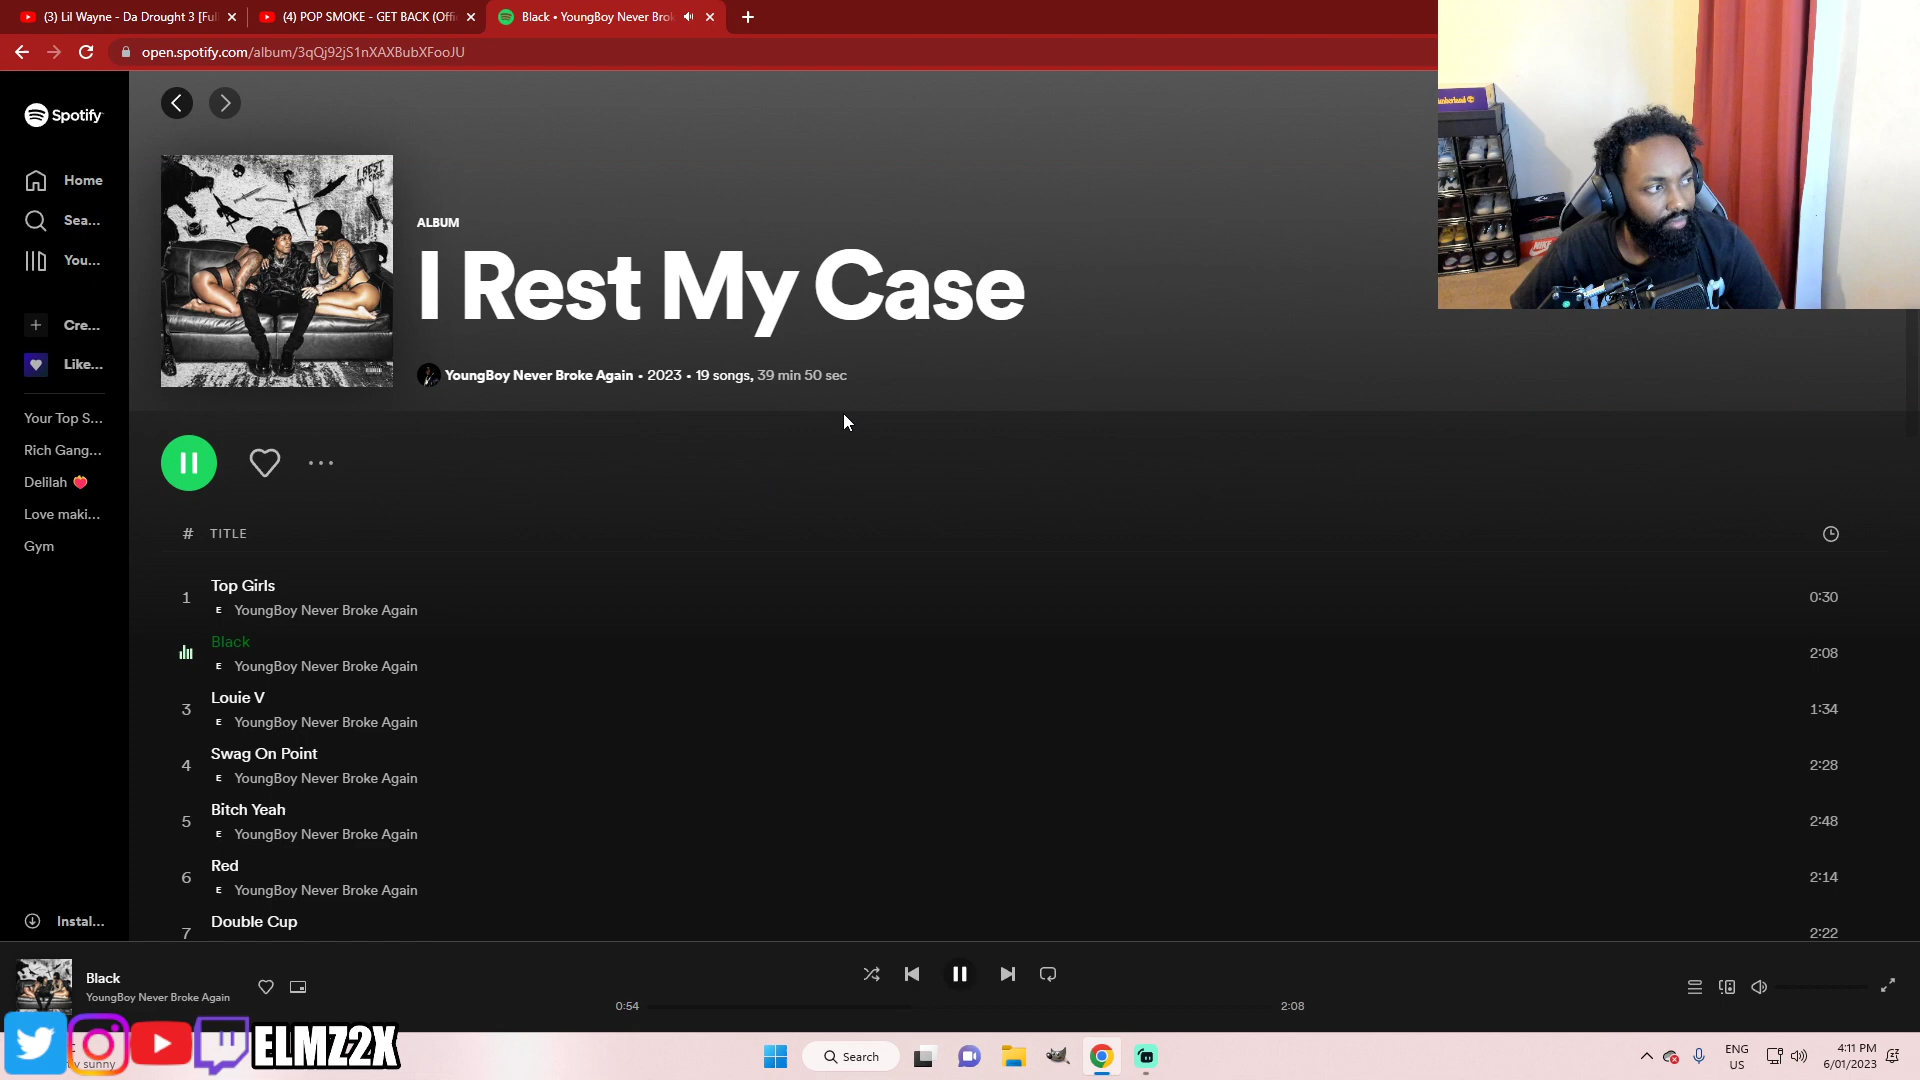 (3) Lil Wayne - Da Drought 3 [Full
(4) POP SMOKE - GET BACK (Offi
Black • YoungBoy Never Brok
open.spotify.com/album/3qQj92jS1nXAXBubXFooJU
Spotify
Home
Sea...
You...
Cre...
Like...
Your Top S...
Rich Gang...
Delilah
Love maki...
Gym
Instal...
I REST MY CASE
ALBUM
I Rest My Case
YoungBoy Never Broke Again • 2023 • 19 songs, 39 min 50 sec
# TITLE
1 Top Girls 0:30
E YoungBoy Never Broke Again
Black 2:08
E YoungBoy Never Broke Again
3 Louie V 1:34
E YoungBoy Never Broke Again
4 Swag On Point 2:28
E YoungBoy Never Broke Again
5 Bitch Yeah 2:48
E YoungBoy Never Broke Again
6 Red 2:14
E YoungBoy Never Broke Again
7 Double Cup 2:22
Black
YoungBoy Never Broke Again
0:54 2:08
ELMZ2X
sunny
Search
ENG
US
4:11 PM
6/01/2023